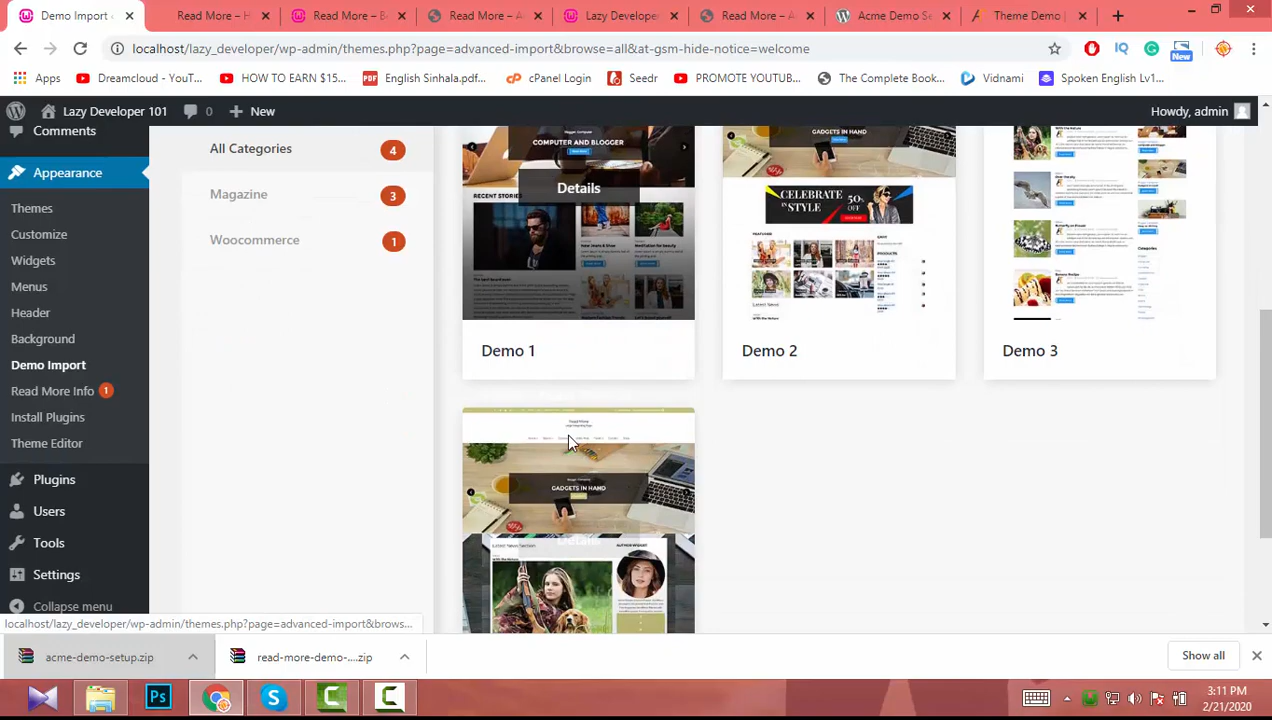 Demo Import
Read More – H
Read More – B
Read More – A
Lazy Developer
Read More – A
Acme Demo Se
Theme Demo
localhost/lazy_developer/wp-admin/themes.php?page=advanced-import&browse=all&at-gsm-hide-notice=welcome
New
Apps
Dreamcloud - YouT...
HOW TO EARN $15...
English Sinhala.pdf...
cPanel Login
Seedr
PROMOTE YOUTUB...
The Complete Book...
Vidnami
Spoken English Lv1...
Lazy Developer 101
0
+ New
Howdy, admin
Comments
Appearance
Themes
Customize
Widgets
Menus
Header
Background
Demo Import
Read More Info 1
Install Plugins
Theme Editor
Plugins
Users
Tools
Settings
Collapse menu
All Categories 4
Magazine 3
Woocommerce 1
COMPUTER AND BLOGGER
Details
RECENT STORIES
Demo 1
GADGETS IN HAND
CELEBRATE
IN STYLE
50%
OFF
Demo 2
Demo 3
GADGETS IN HAND
Details
localhost/lazy_developer/wp-admin/themes.php?page=advanced-import&brows...
acme-demo-setup.zip
read-more-demo-....zip
Show all
3:11 PM
2/21/2020